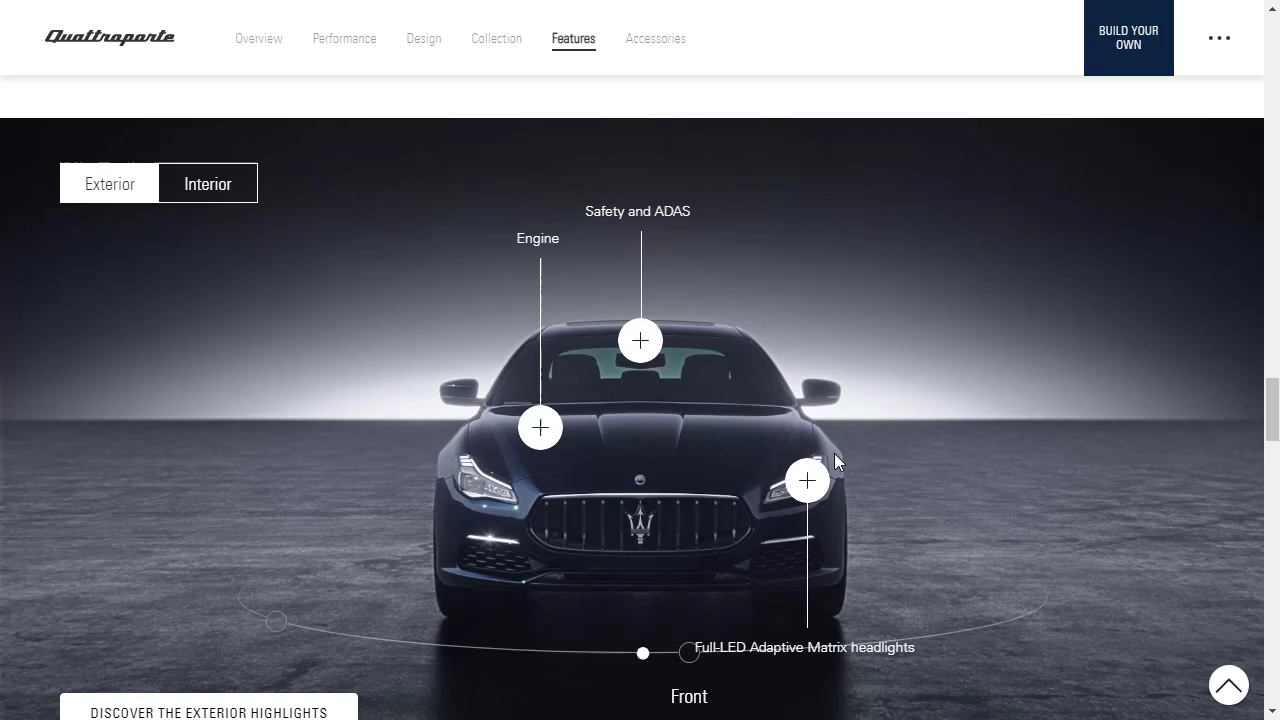 Quattroporte
Overview
Performance
Design
Collection
Features
Accessories
BUILD YOUR
OWN
Exterior
Interior
Safety and ADAS
Engine
Full-LED Adaptive Matrix headlights
Front
DISCOVER THE EXTERIOR HIGHLIGHTS